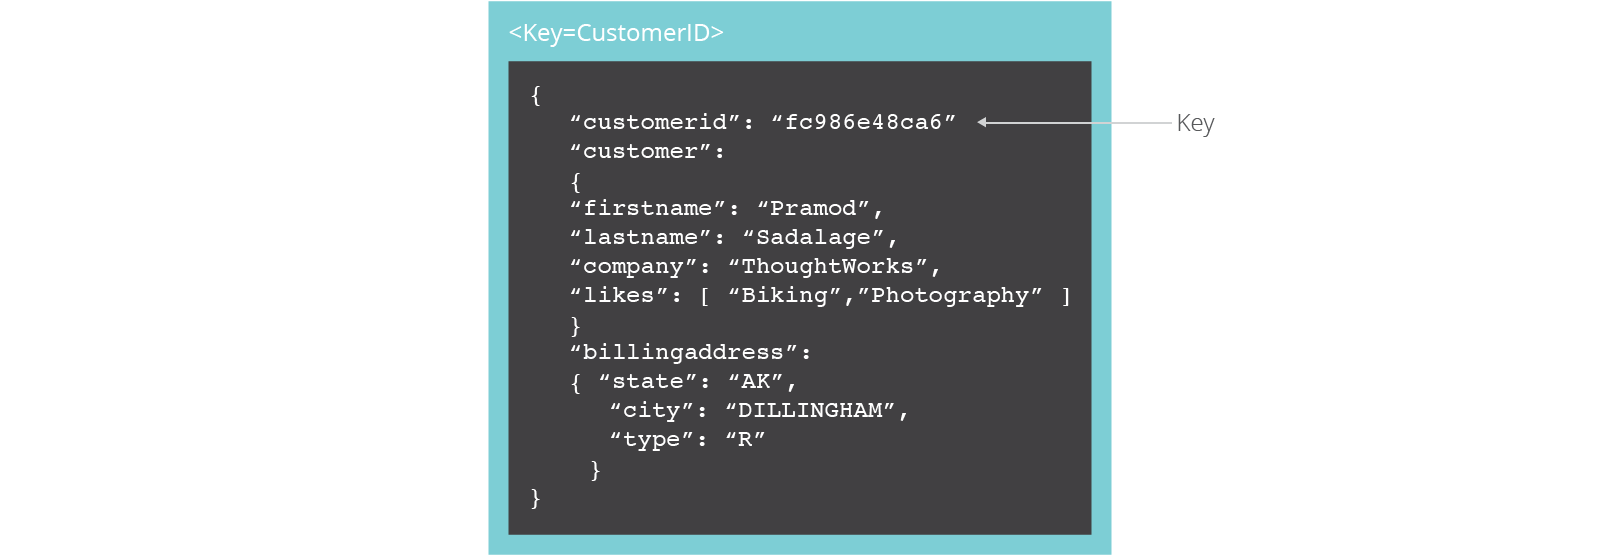 <Key=CustomerID>
{
“customerid”: “fc986e48ca6”
Key
“customer”:
{
“firstname”: “Pramod”,
“lastname”: “Sadalage”,
“company”: “ThoughtWorks”,
“likes”: [ “Biking”,”Photography” ]
}
“billingaddress”:
{ “state”: “AK”,
“city”: “DILLINGHAM”,
“type”: “R”
}
}